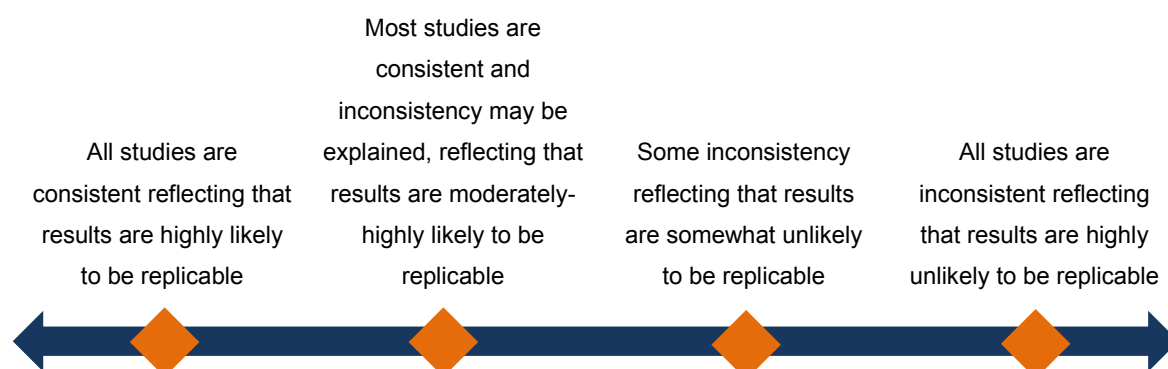 All studies are
consistent reflecting that
results are highly likely
to be replicable
Most studies are
consistent and
inconsistency may be
explained, reflecting that
results are moderately-
highly likely to be
replicable
Some inconsistency
reflecting that results
are somewhat unlikely
to be replicable
All studies are
inconsistent reflecting
that results are highly
unlikely to be replicable